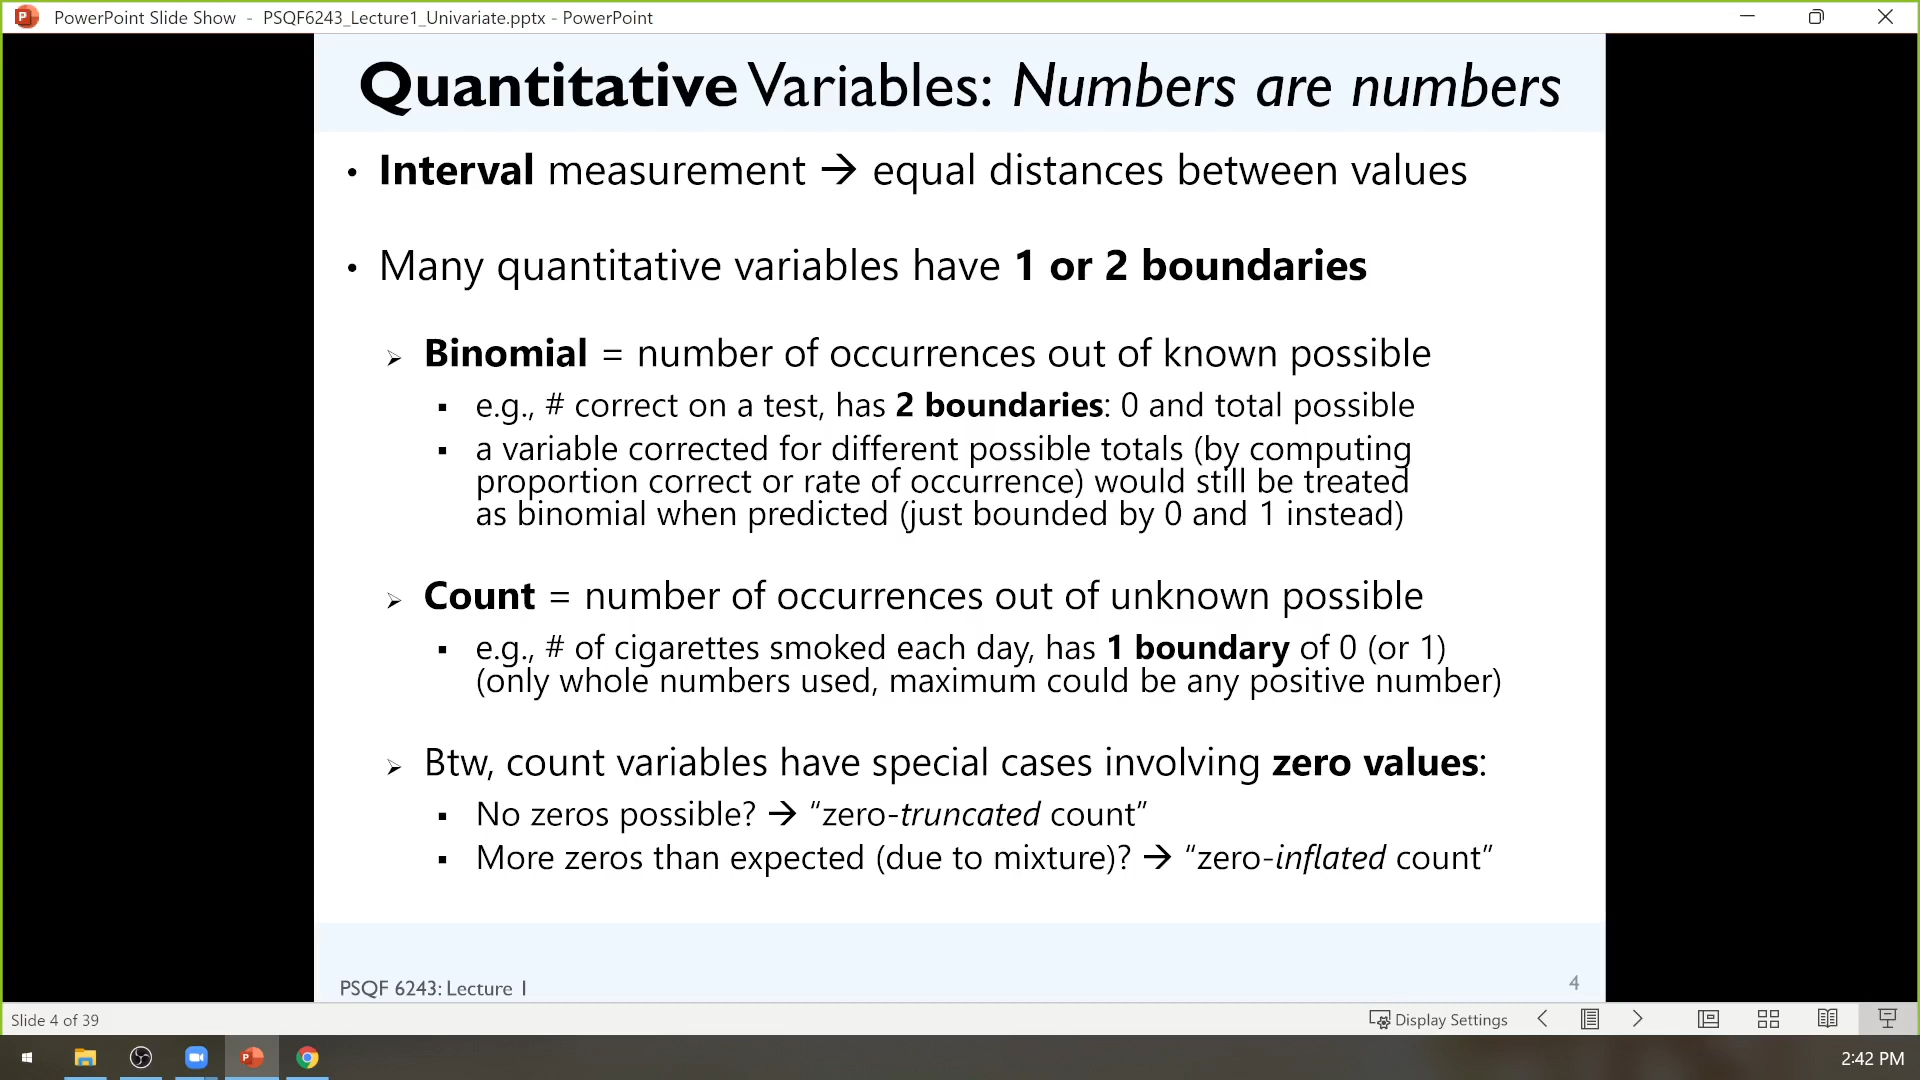 PowerPoint Slide Show - PSQF6243_Lecture1_Univariate.pptx - PowerPoint
Quantitative Variables: Numbers are numbers
• Interval measurement → equal distances between values
• Many quantitative variables have 1 or 2 boundaries
➢ Binomial = number of occurrences out of known possible
▪ e.g., # correct on a test, has 2 boundaries: 0 and total possible
▪ a variable corrected for different possible totals (by computing
proportion correct or rate of occurrence) would still be treated
as binomial when predicted (just bounded by 0 and 1 instead)
➢ Count = number of occurrences out of unknown possible
▪ e.g., # of cigarettes smoked each day, has 1 boundary of 0 (or 1)
(only whole numbers used, maximum could be any positive number)
➢ Btw, count variables have special cases involving zero values:
▪ No zeros possible? → “zero-truncated count”
▪ More zeros than expected (due to mixture)? → “zero-inflated count”
PSQF 6243: Lecture 1
4
Slide 4 of 39
Display Settings
2:42 PM